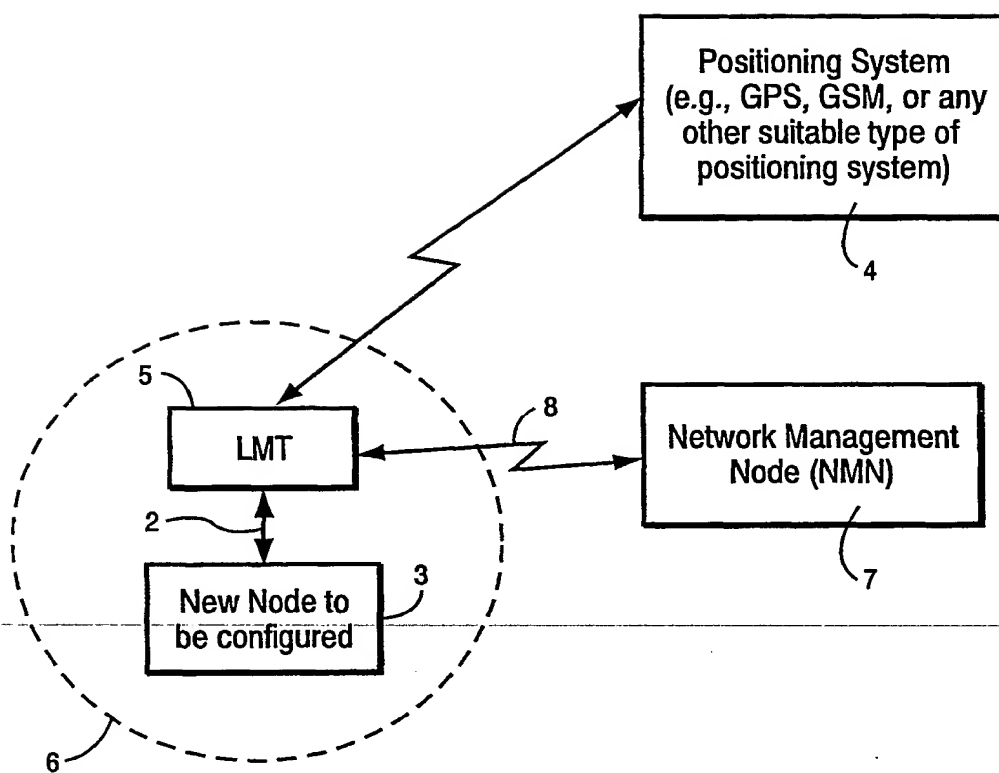 Positioning System
(e.g., GPS, GSM, or any
other suitable type of
positioning system)
4
5
LMT
8
Network Management
Node (NMN)
7
2
New Node to
be configured
3
6